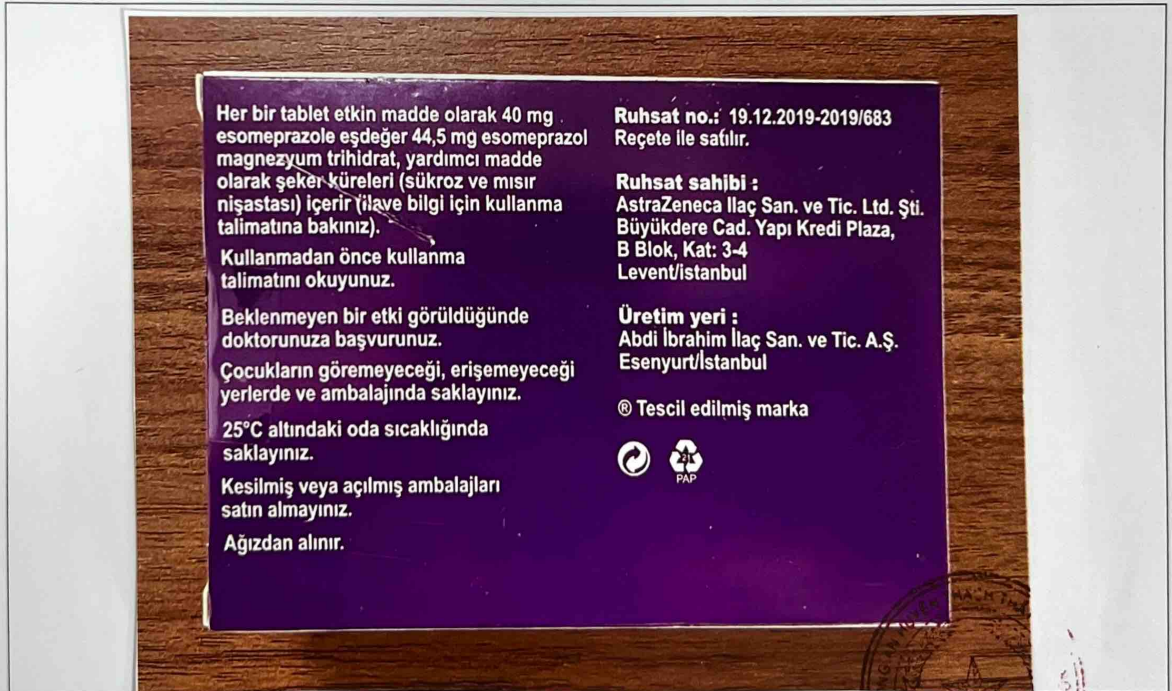 Her bir tablet etkin madde olarak 40 mg
esomeprazole eşdeğer 44,5 mg esomeprazol
magnezyum trihidrat, yardımcı madde
olarak şeker küreleri (sükroz ve mısır
nişastası) içerir (ilave bilgi için kullanma
talimatına bakınız).
Kullanmadan önce kullanma
talimatını okuyunuz.
Beklenmeyen bir etki görüldüğünde
doktorunuza başvurunuz.
Çocukların göremeyeceği, erişemeyeceği
yerlerde ve ambalajında saklayınız.
25°C altındaki oda sıcaklığında
saklayınız.
Kesilmiş veya açılmış ambalajları
satın almayınız.
Ağızdan alınır.
Ruhsat no.: 19.12.2019-2019/683
Reçete ile satılır.
Ruhsat sahibi :
AstraZeneca Ilaç San. ve Tic. Ltd. Şti.
Büyükdere Cad. Yapı Kredi Plaza,
B Blok, Kat: 3-4
Levent/istanbul
Üretim yeri :
Abdi İbrahim İlaç San. ve Tic. A.Ş.
Esenyurt/İstanbul
® Tescil edilmiş marka
21
PAP